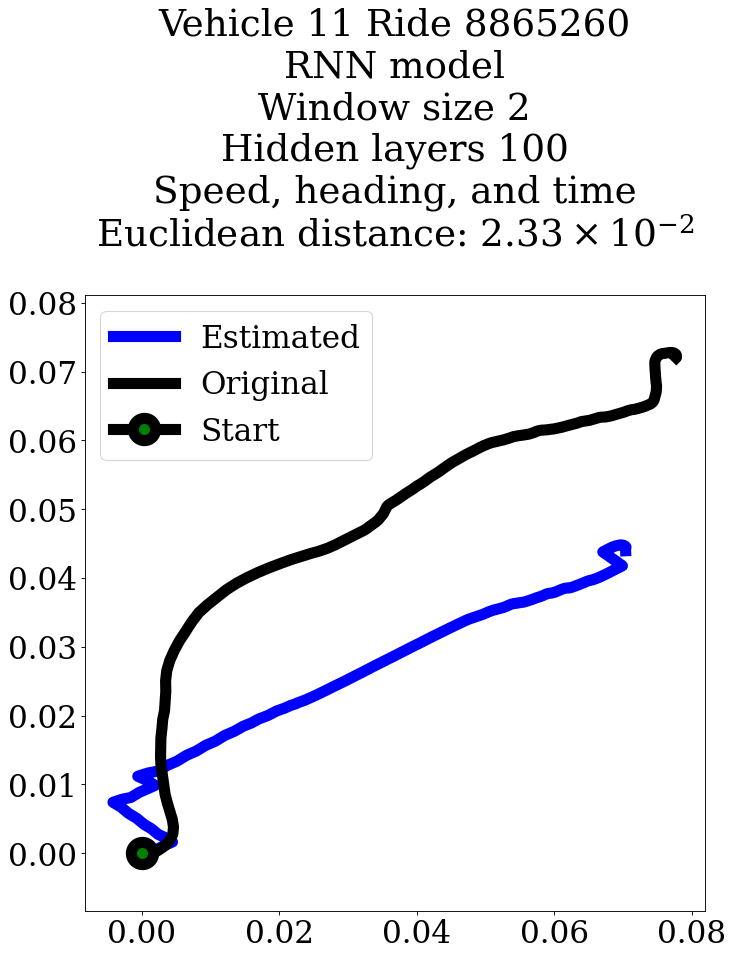 Vehicle 11 Ride 8865260
RNN model
Window size 2
Hidden layers 100
Speed, heading, and time
Euclidean distance: 2.33 × 10⁻²
Estimated
Original
Start
0.08
0.07
0.06
0.05
0.04
0.03
0.02
0.01
0.00
0.00 0.02 0.04 0.06 0.08